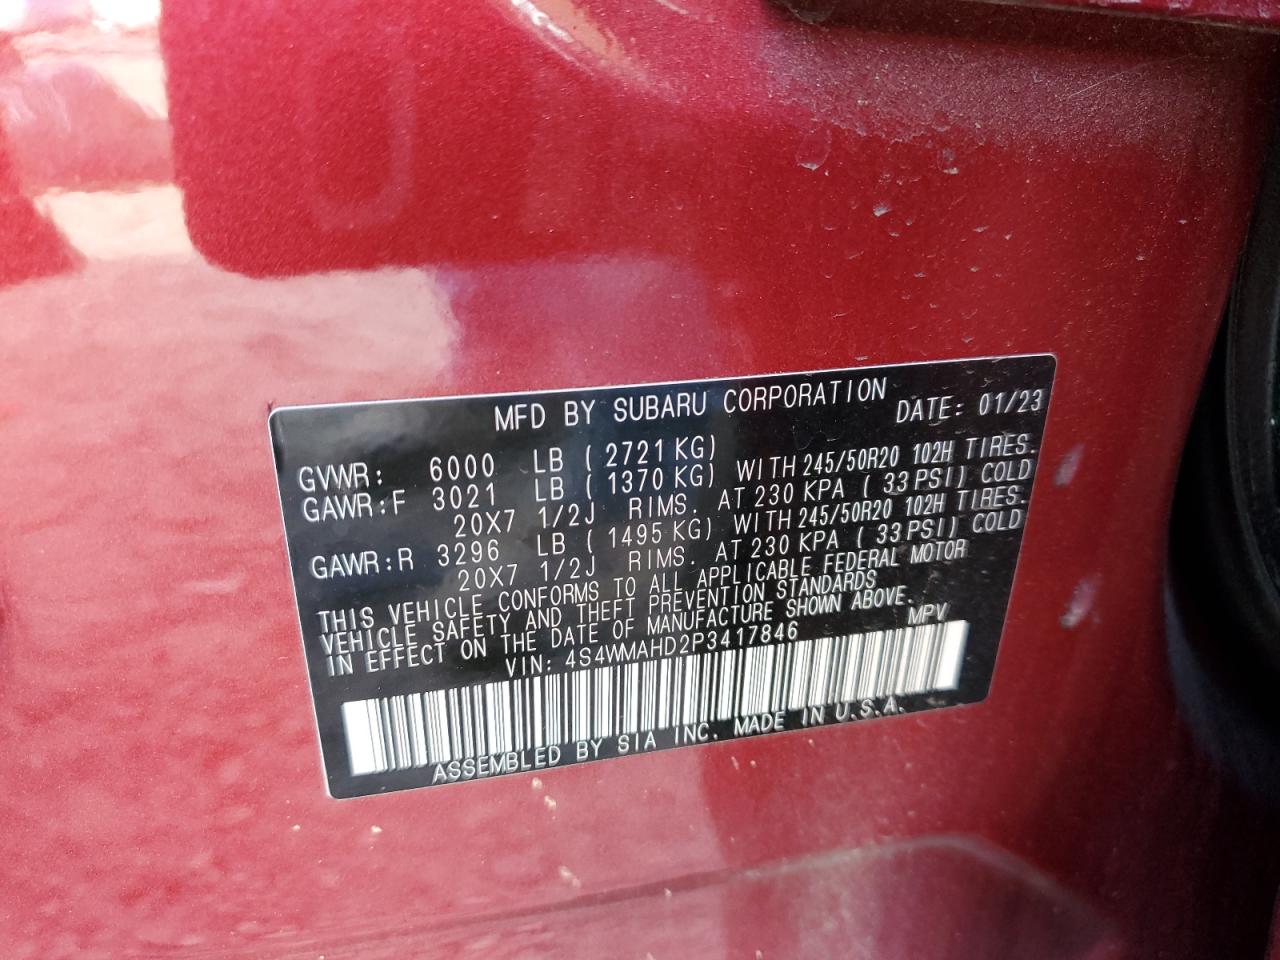 MFD BY SUBARU CORPORATION DATE: 01/23
GVWR: 6000 LB ( 2721 KG)
GAWR:F 3021 LB ( 1370 KG) WITH 245/50R20 102H TIRES.
20X7 1/2J RIMS. AT 230 KPA ( 33 PSI) COLD
GAWR:R 3296 LB ( 1495 KG) WITH 245/50R20 102H TIRES.
20X7 1/2J RIMS. AT 230 KPA ( 33 PSI) COLD
THIS VEHICLE CONFORMS TO ALL APPLICABLE FEDERAL MOTOR
VEHICLE SAFETY AND THEFT PREVENTION STANDARDS
IN EFFECT ON THE DATE OF MANUFACTURE SHOWN ABOVE.
VIN: 4S4WMAHD2P3417846 MPV
ASSEMBLED BY SIA INC. MADE IN U.S.A.